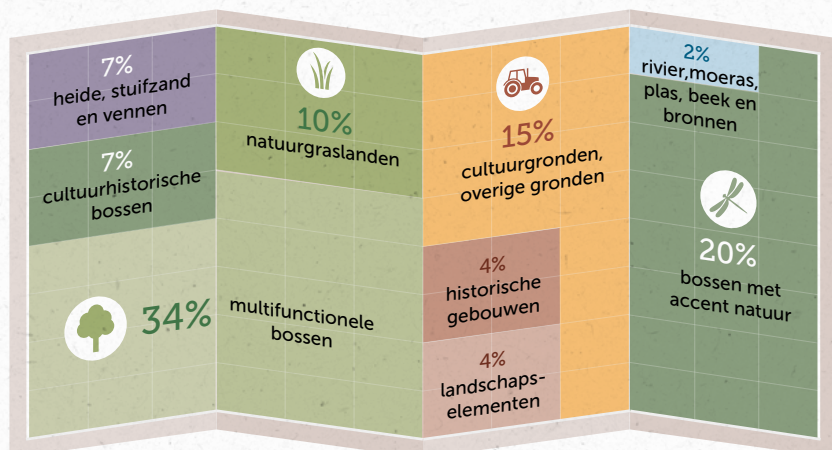 7%
heide, stuifzand
en vennen
7%
cultuurhistorische
bossen
34%
multifunctionele
bossen
10%
natuurgraslanden
15%
cultuurgronden,
overige gronden
4%
historische
gebouwen
4%
landschaps-
elementen
2%
rivier,moeras,
plas, beek en
bronnen
20%
bossen met
accent natuur